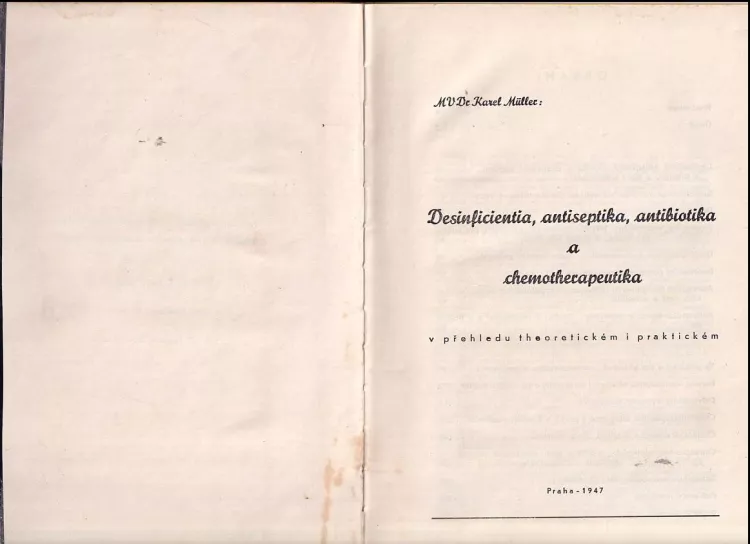 MVDr Karel Müller:
Desinficientia, antiseptika, antibiotika
a
chemotherapeutika
v přehledu theoretickém i praktickém
Praha - 1947